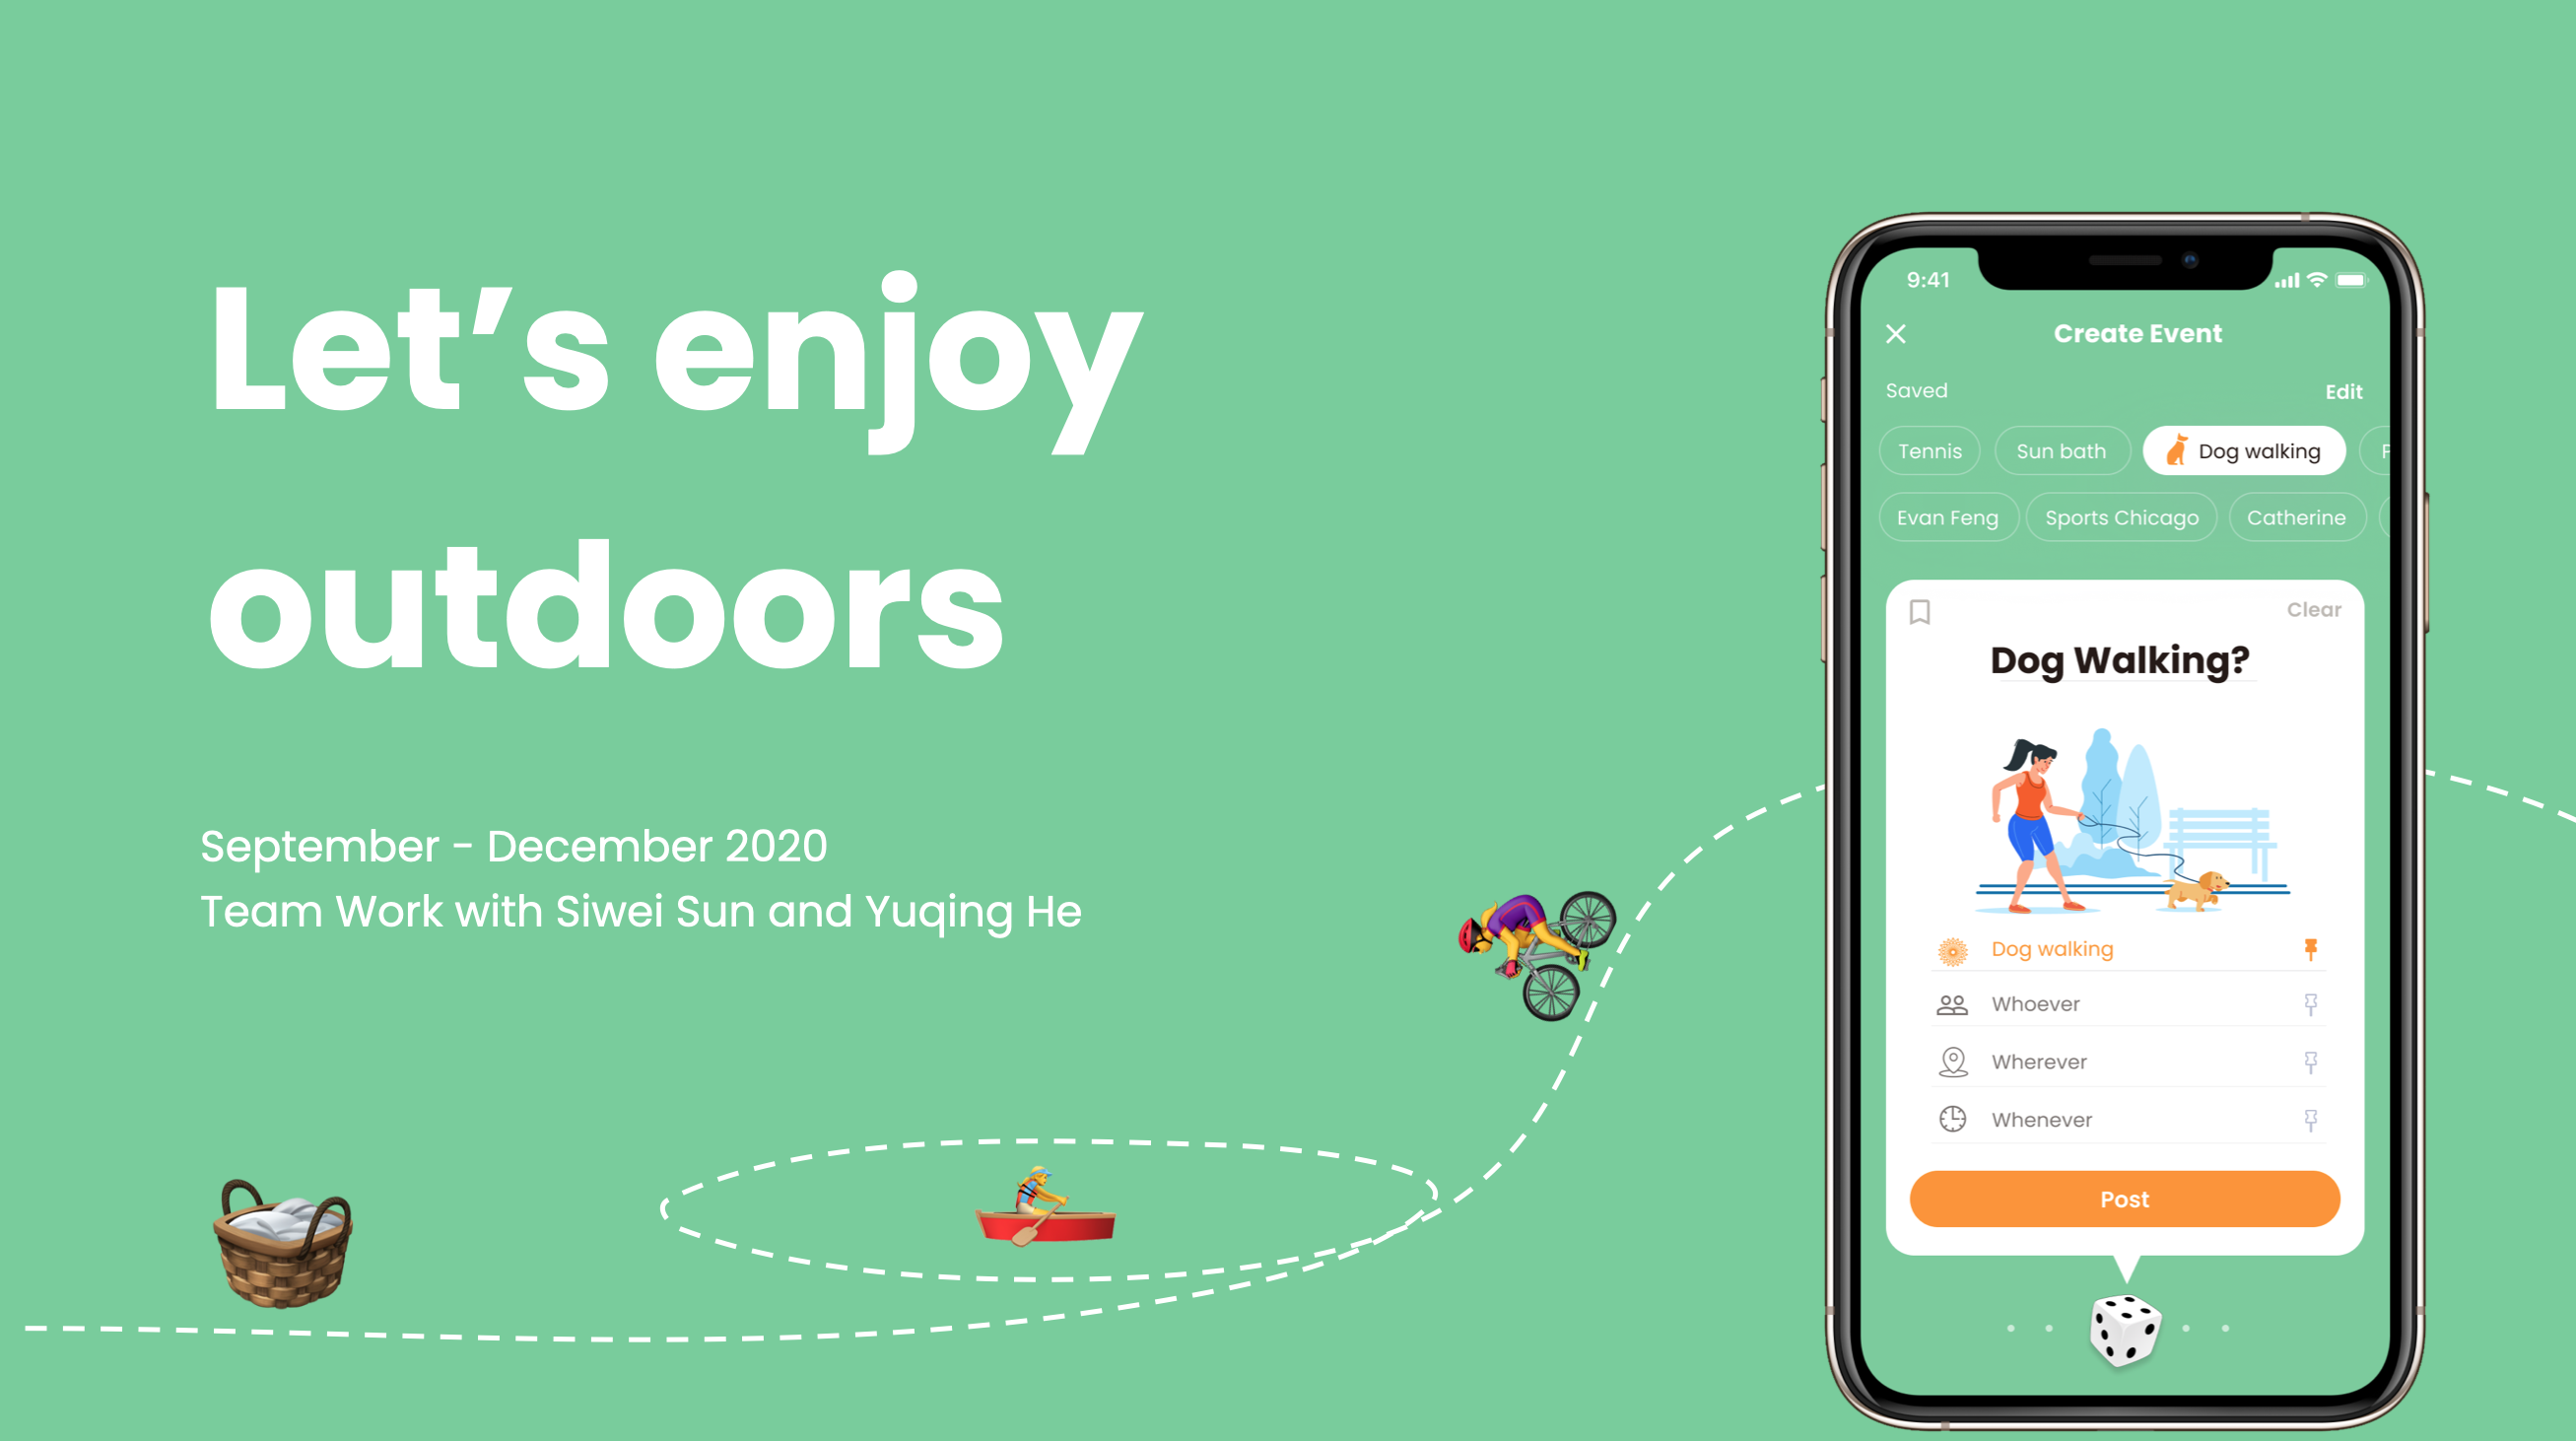 Let’s enjoy
outdoors
September - December 2020
Team Work with Siwei Sun and Yuqing He
9:41
Create Event
Saved
Edit
Tennis
Sun bath
Dog walking
Evan Feng
Sports Chicago
Catherine
Clear
Dog Walking?
Dog walking
Whoever
Wherever
Whenever
Post